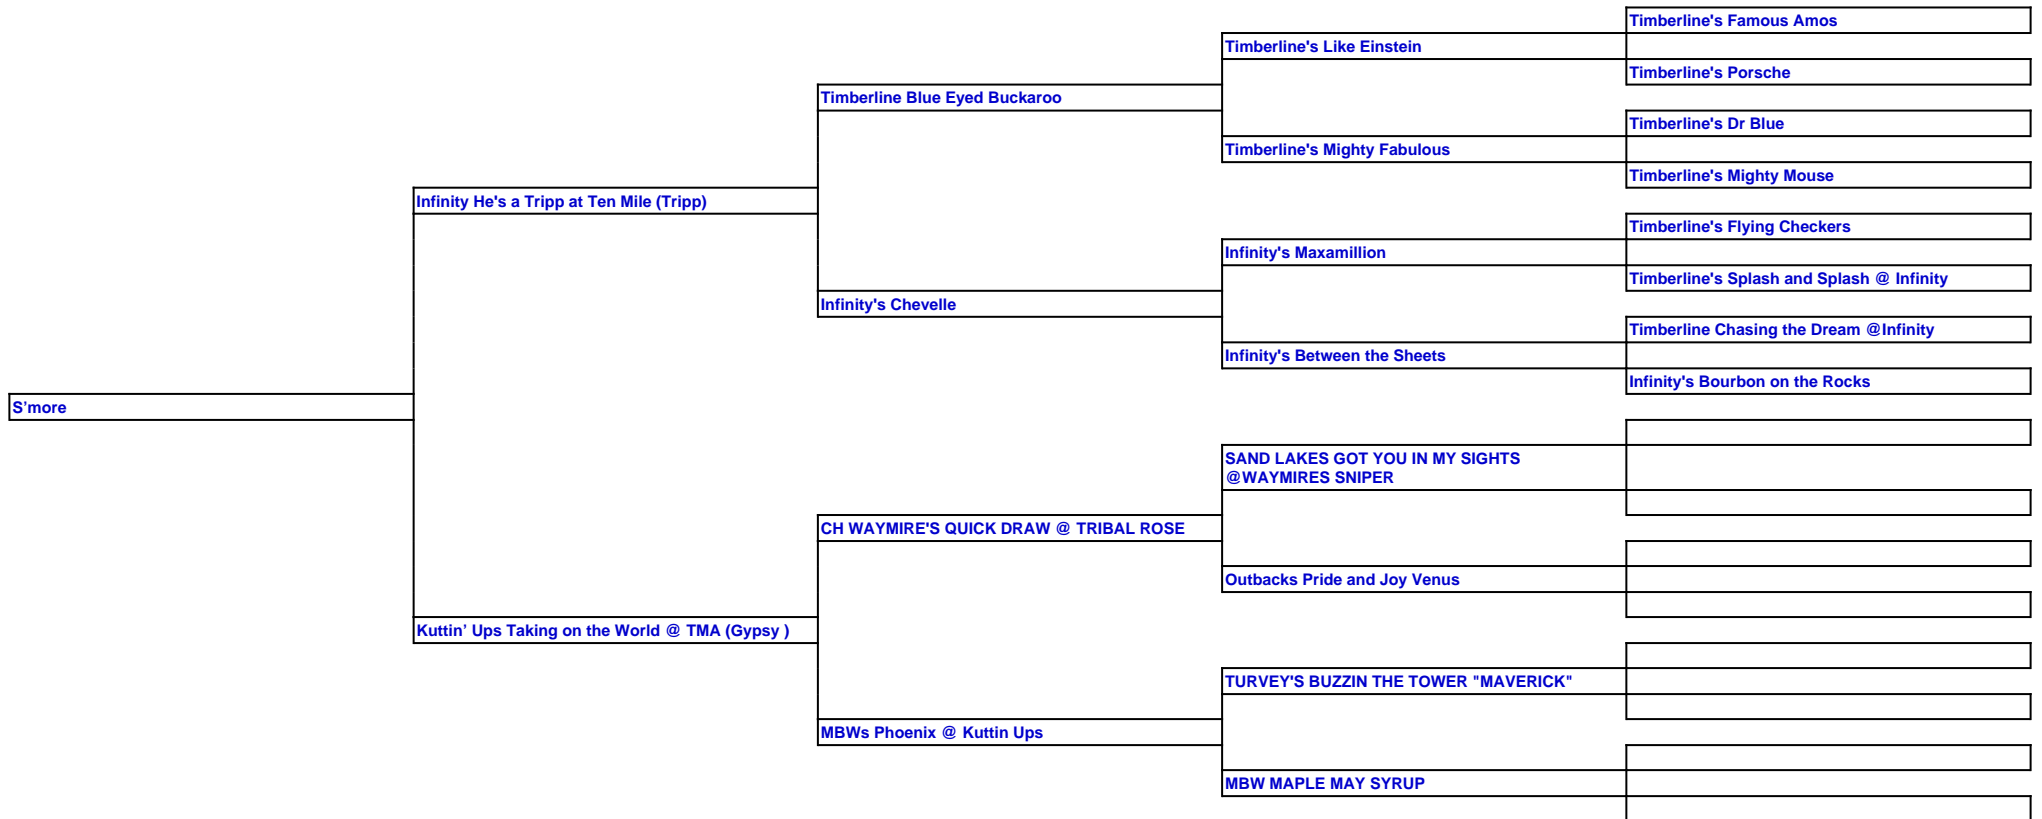 Timberline's Famous Amos
Timberline's Like Einstein
Timberline's Porsche
Timberline Blue Eyed Buckaroo
Timberline's Dr Blue
Timberline's Mighty Fabulous
Timberline's Mighty Mouse
Infinity He's a Tripp at Ten Mile (Tripp)
Timberline's Flying Checkers
Infinity's Maxamillion
Timberline's Splash and Splash @ Infinity
Infinity's Chevelle
Timberline Chasing the Dream @Infinity
Infinity's Between the Sheets
Infinity's Bourbon on the Rocks
S’more
SAND LAKES GOT YOU IN MY SIGHTS
@WAYMIRES SNIPER
CH WAYMIRE'S QUICK DRAW @ TRIBAL ROSE
Outbacks Pride and Joy Venus
Kuttin’ Ups Taking on the World @ TMA (Gypsy )
TURVEY'S BUZZIN THE TOWER "MAVERICK"
MBWs Phoenix @ Kuttin Ups
MBW MAPLE MAY SYRUP